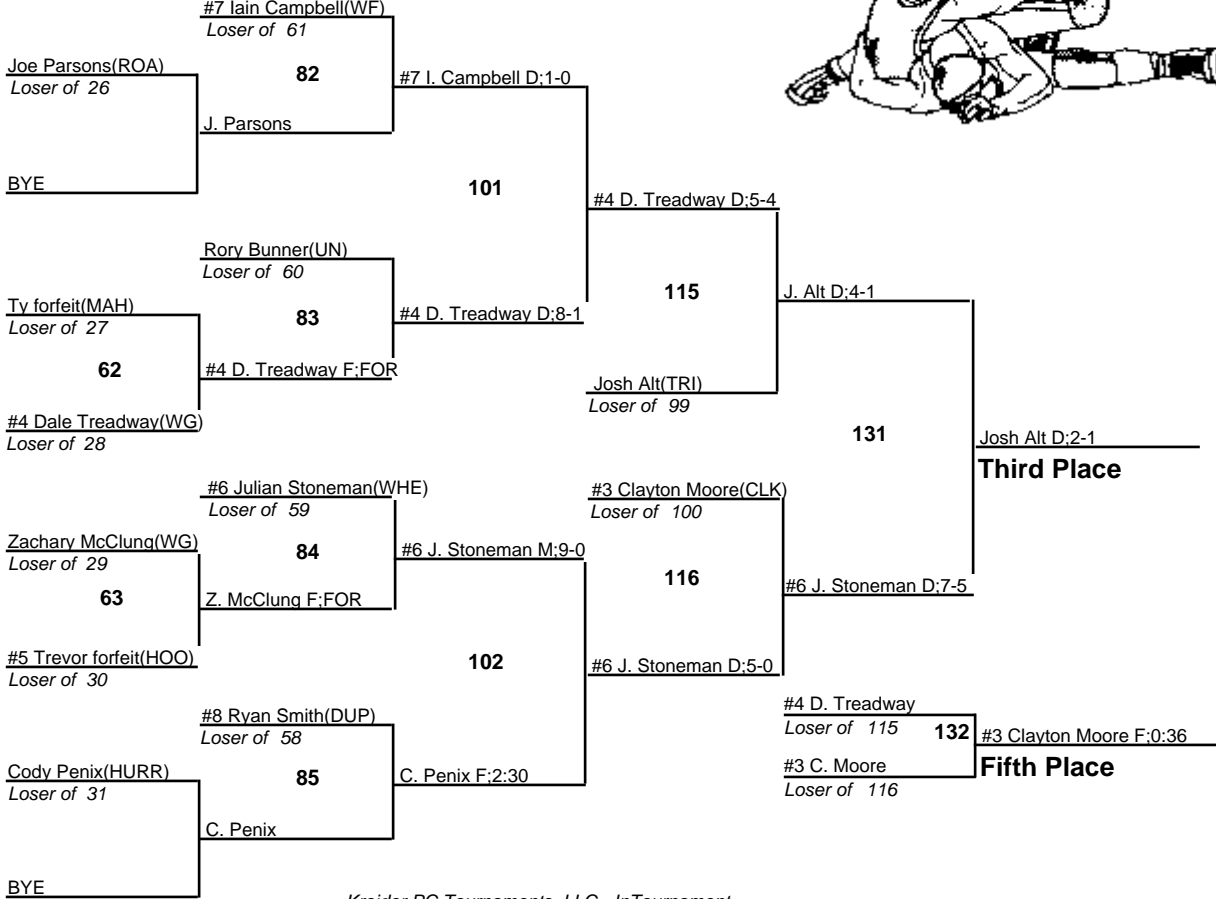 #7 Iain Campbell(WF)
Loser of 61
Joe Parsons(ROA)
Loser of 26
82
#7 I. Campbell D;1-0
J. Parsons
BYE
101
#4 D. Treadway D;5-4
Rory Bunner(UN)
Loser of 60
Ty forfeit(MAH)
Loser of 27
83
#4 D. Treadway D;8-1
115
J. Alt D;4-1
62
#4 D. Treadway F;FOR
Josh Alt(TRI)
Loser of 99
#4 Dale Treadway(WG)
Loser of 28
131
Josh Alt D;2-1
Third Place
#6 Julian Stoneman(WHE)
Loser of 59
#3 Clayton Moore(CLK)
Loser of 100
Zachary McClung(WG)
Loser of 29
84
#6 J. Stoneman M;9-0
116
63
Z. McClung F;FOR
#6 J. Stoneman D;7-5
#5 Trevor forfeit(HOO)
Loser of 30
102
#6 J. Stoneman D;5-0
#8 Ryan Smith(DUP)
Loser of 58
#4 D. Treadway
Loser of 115
132
#3 Clayton Moore F;0:36
Fifth Place
#3 C. Moore
Loser of 116
Cody Penix(HURR)
Loser of 31
85
C. Penix F;2:30
C. Penix
BYE
Kreider PC Tournaments, LLC - InTournament